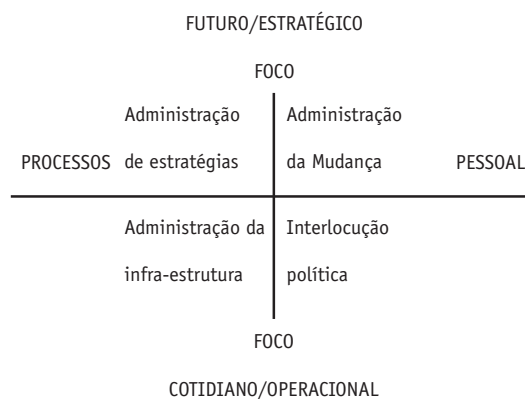 FUTURO/ESTRATÉGICO
FOCO
Administração Administração
PROCESSOS de estratégias da Mudança PESSOAL
Administração da Interlocução
infra-estrutura política
FOCO
COTIDIANO/OPERACIONAL